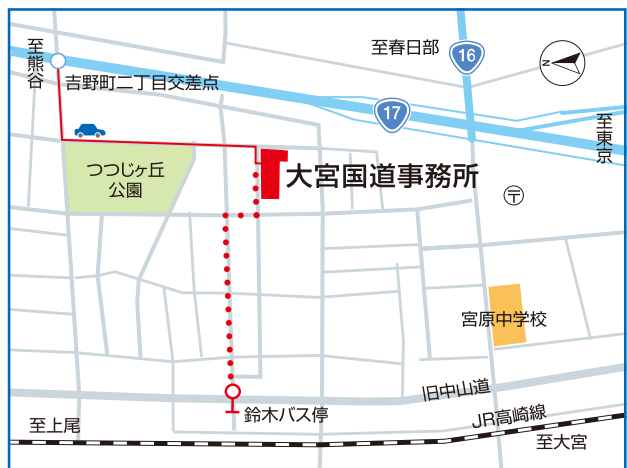 至熊谷
至春日部
16
N
吉野町二丁目交差点
17
至東京
つつじヶ丘
公園
大宮国道事務所
〒
宮原中学校
旧中山道
鈴木バス停
JR高崎線
至上尾
至大宮